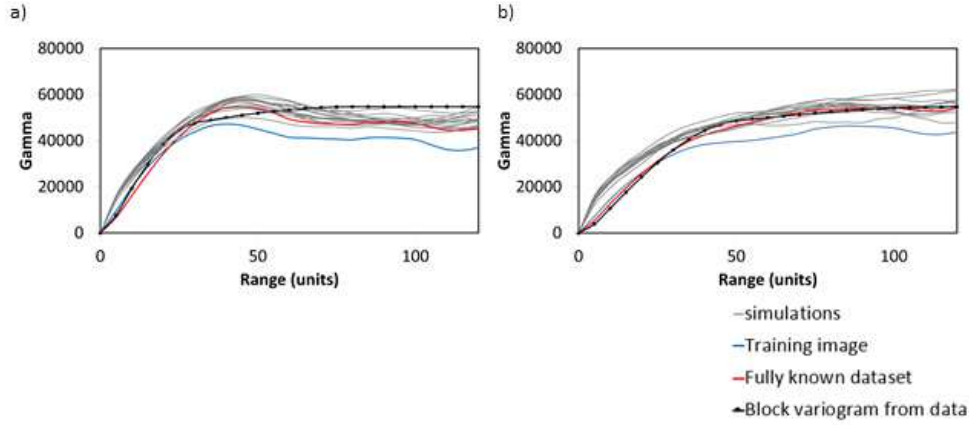 a)
80000
60000
40000
20000
0
Gamma
0 50 100
Range (units)
b)
80000
60000
40000
20000
0
Gamma
0 50 100
Range (units)
simulations
Training image
Fully known dataset
Block variogram from data